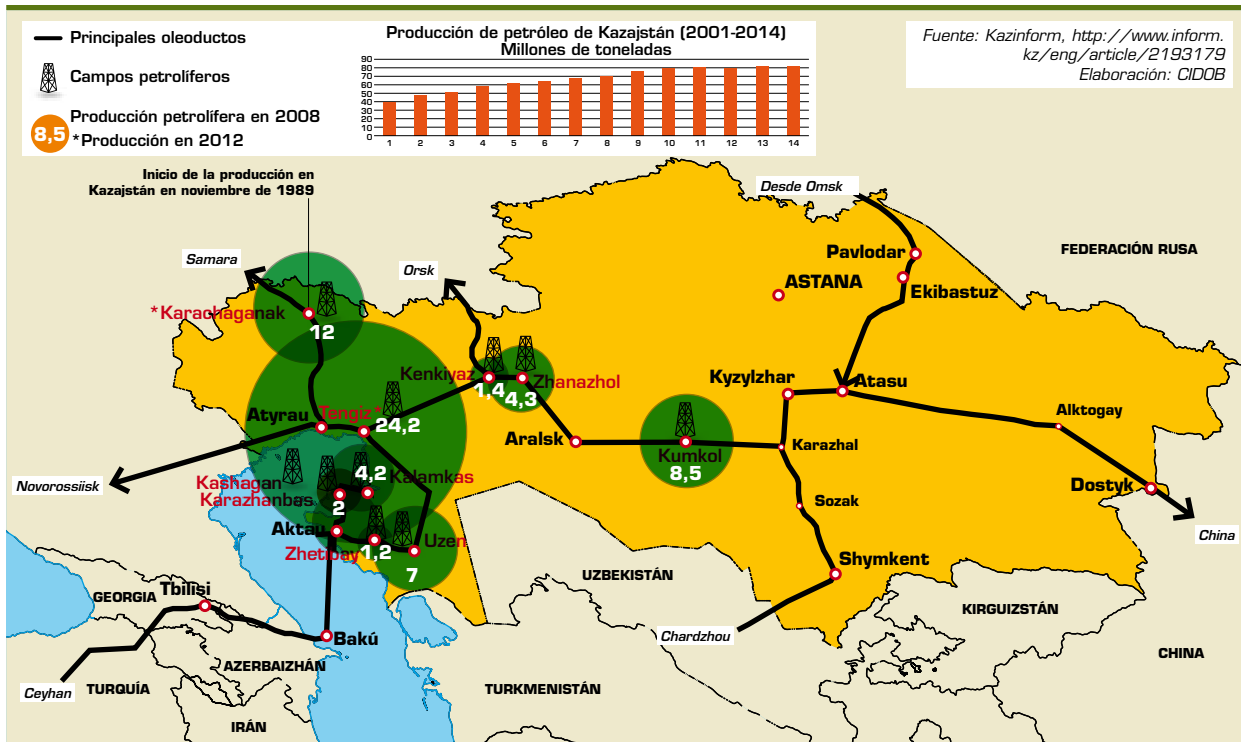 Principales oleoductos
Campos petrolíferos
8,5
Producción petrolífera en 2008
*Producción en 2012
Producción de petróleo de Kazajstán (2001-2014)
Millones de toneladas
90
80
70
60
50
40
30
20
10
0
1 2 3 4 5 6 7 8 9 10 11 12 13 14
Fuente: Kazinform, http://www.inform.
kz/eng/article/2193179
Elaboración: CIDOB
Inicio de la producción en
Kazajstán en noviembre de 1989
Desde Omsk
Samara
Orsk
Pavlodar
FEDERACIÓN RUSA
ASTANA
Ekibastuz
*Karachaganak
12
Kenkiyaz
1,4
Zhanazhol
4,3
Kyzylzhar
Atasu
Atyrau
Tengiz*
24,2
Alktogay
Aralsk
Kumkol
8,5
Karazhal
Kashagan
4,2
Kalamkas
Novorossiisk
Karazhanbas
2
Sozak
Dostyk
Aktau
Uzen
China
Zhetibay
1,2
7
Shymkent
UZBEKISTÁN
Tbilisi
GEORGIA
KIRGUIZSTÁN
Bakú
Chardzhou
AZERBAIZHÁN
CHINA
Ceyhan
TURQUÍA
TURKMENISTÁN
IRÁN